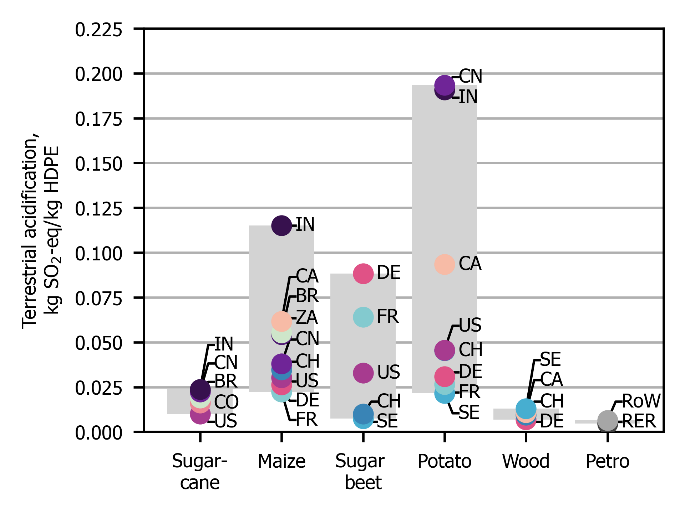 0.225
0.200
0.175
0.150
0.125
0.100
0.075
0.050
0.025
0.000
Terrestrial acidification,
kg SO₂-eq/kg HDPE
IN
CN
BR
CO
US
IN
CA
BR
ZA
CN
CH
US
DE
FR
DE
FR
US
CH
SE
CN
IN
CA
US
CH
DE
FR
SE
SE
CA
CH
DE
RoW
RER
Sugar-
cane
Maize
Sugar
beet
Potato
Wood
Petro